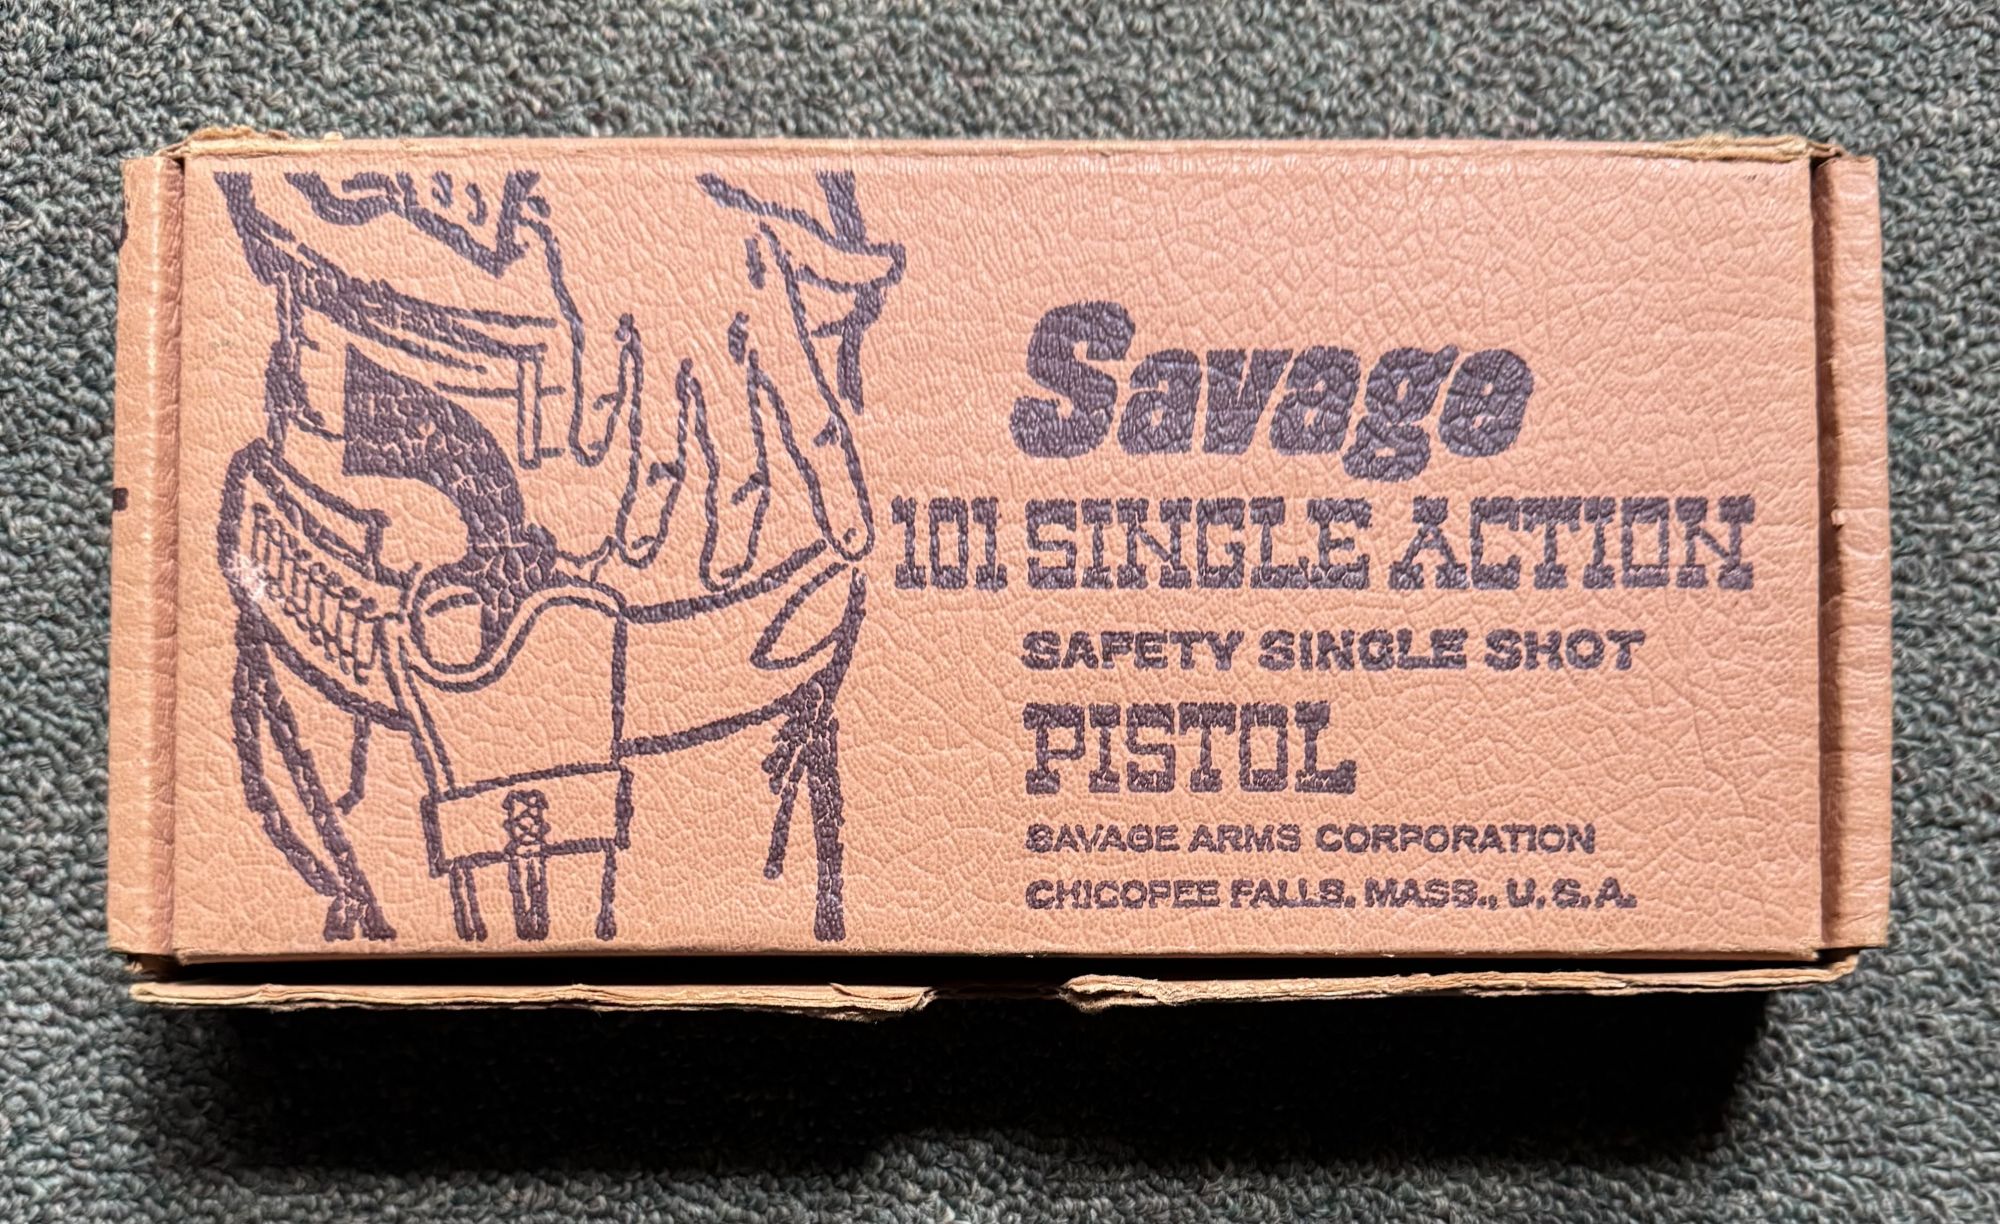 Savage
101 SINGLE ACTION
SAFETY SINGLE SHOT
PISTOL
SAVAGE ARMS CORPORATION
CHICOPEE FALLS, MASS., U.S.A.